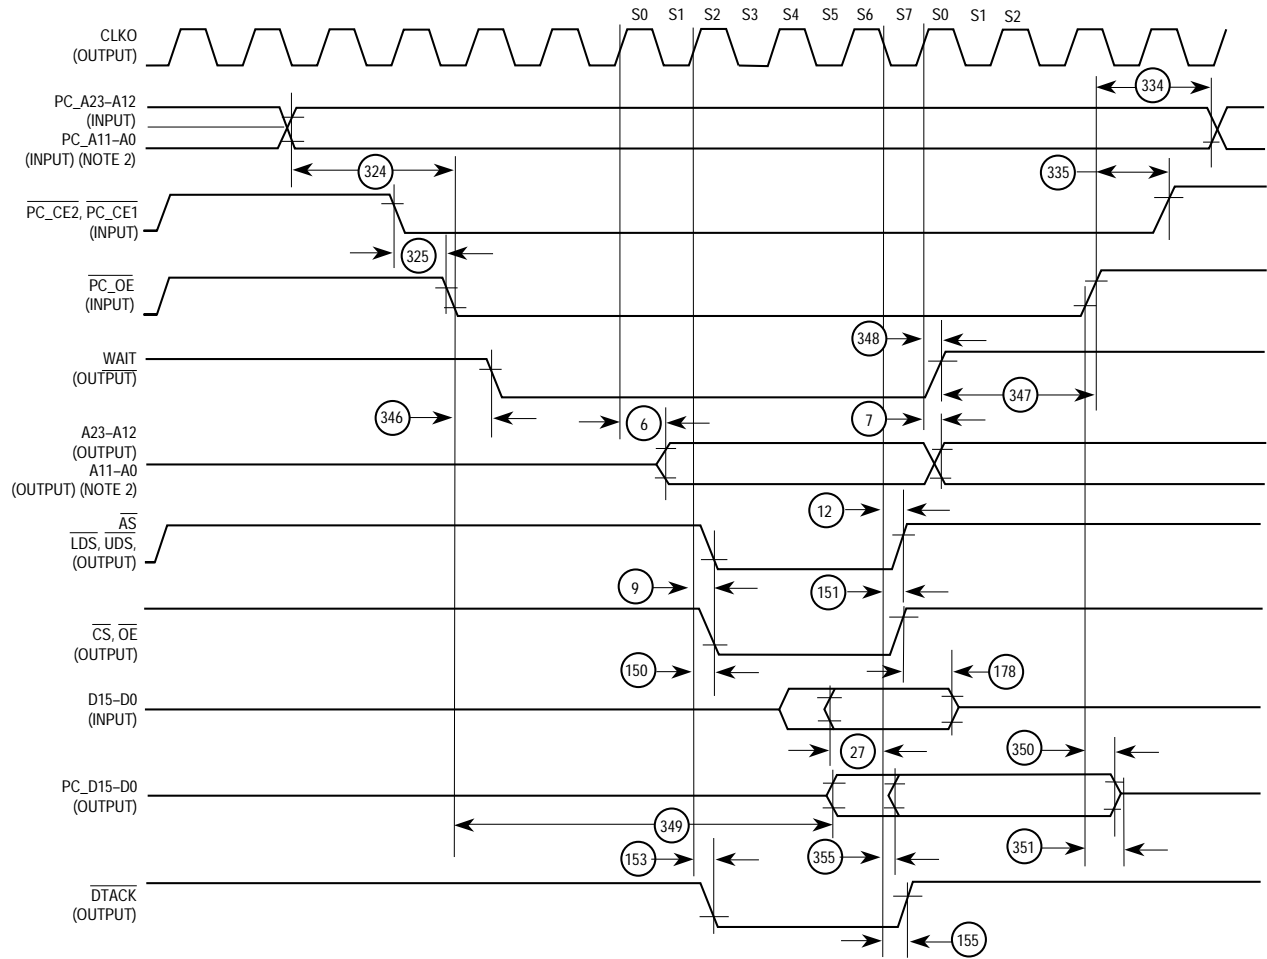 S0 S1 S2 S3 S4 S5 S6 S7 S0 S1 S2
CLKO
(OUTPUT)
334
PC_A23–A12
(INPUT)
PC_A11–A0
(INPUT) (NOTE 2)
324
335
PC_CE2, PC_CE1
(INPUT)
325
PC_OE
(INPUT)
348
WAIT
(OUTPUT)
347
346
6
7
A23–A12
(OUTPUT)
A11–A0
(OUTPUT) (NOTE 2)
12
AS
LDS, UDS,
(OUTPUT)
9
151
CS, OE
(OUTPUT)
150
178
D15–D0
(INPUT)
27
350
PC_D15–D0
(OUTPUT)
349
153
355
351
DTACK
(OUTPUT)
155